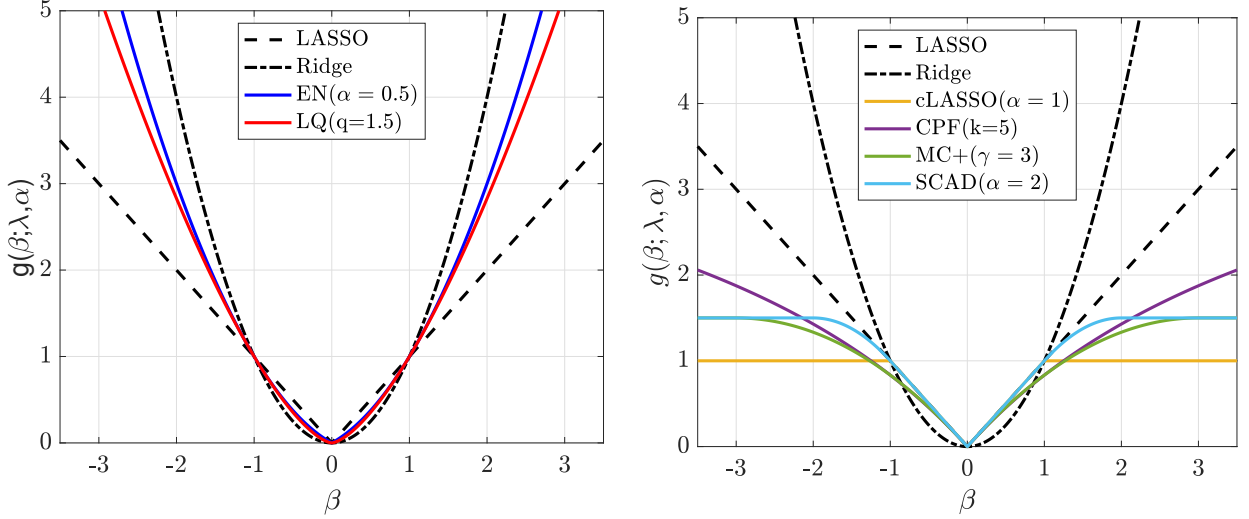 5
4
3
2
1
0
g(β;λ,α)
LASSO
Ridge
EN(α = 0.5)
LQ(q=1.5)
-3 -2 -1 0 1 2 3
β
5
4
3
2
1
0
g(β; λ, α)
LASSO
Ridge
cLASSO(α = 1)
CPF(k=5)
MC+(γ = 3)
SCAD(α = 2)
-3 -2 -1 0 1 2 3
β